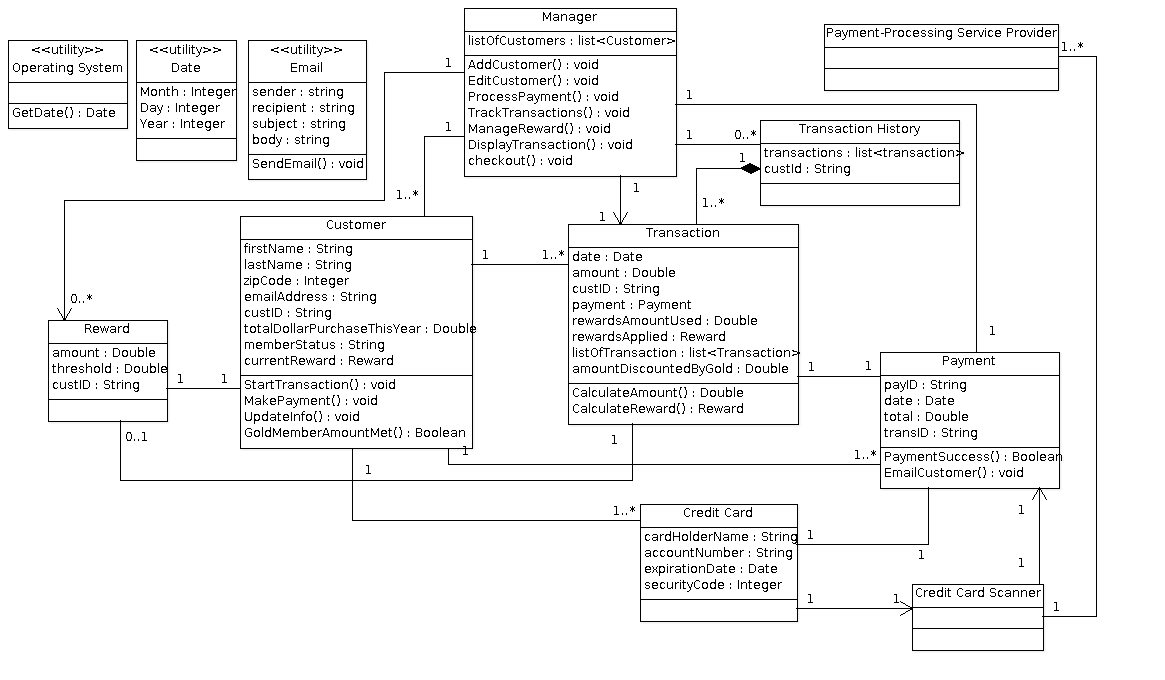 Manager
listOfCustomers : list<Customer>
AddCustomer() : void
EditCustomer() : void
ProcessPayment() : void
TrackTransactions() : void
ManageReward() : void
DisplayTransaction() : void
checkout() : void
<<utility>>
Operating System
GetDate() : Date
<<utility>>
Date
Month : Integer
Day : Integer
Year : Integer
<<utility>>
Email
sender : string
recipient : string
subject : string
body : string
SendEmail() : void
Payment-Processing Service Provider
1..*
1
1
1
1
0..*
Transaction History
transactions : list<transaction>
custId : String
1
1..*
1..*
1
1
Customer
firstName : String
lastName : String
zipCode : Integer
emailAddress : String
custID : String
totalDollarPurchaseThisYear : Double
memberStatus : String
currentReward : Reward
StartTransaction() : void
MakePayment() : void
UpdateInfo() : void
GoldMemberAmountMet() : Boolean
1
1..*
Transaction
date : Date
amount : Double
custID : String
payment : Payment
rewardsAmountUsed : Double
rewardsApplied : Reward
listOfTransaction : list<Transaction>
amountDiscountedByGold : Double
CalculateAmount() : Double
CalculateReward() : Reward
0..*
Reward
amount : Double
threshold : Double
custID : String
1
1
0..1
1
1
1
Payment
payID : String
date : Date
total : Double
transID : String
PaymentSuccess() : Boolean
EmailCustomer() : void
1
1
1..*
1
1..*
Credit Card
cardHolderName : String
accountNumber : String
expirationDate : Date
securityCode : Integer
1
1
1
1
1
1
Credit Card Scanner
1